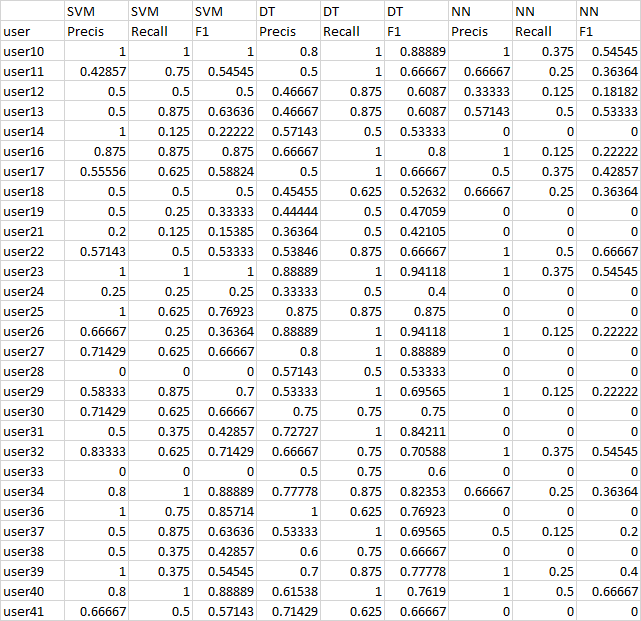 SVM SVM SVM DT DT DT NN NN NN
user Precis Recall F1 Precis Recall F1 Precis Recall F1
user10 1 1 1 0.8 1 0.88889 1 0.375 0.54545
user11 0.42857 0.75 0.54545 0.5 1 0.66667 0.66667 0.25 0.36364
user12 0.5 0.5 0.5 0.46667 0.875 0.6087 0.33333 0.125 0.18182
user13 0.5 0.875 0.63636 0.46667 0.875 0.6087 0.57143 0.5 0.53333
user14 1 0.125 0.22222 0.57143 0.5 0.53333 0 0 0
user16 0.875 0.875 0.875 0.66667 1 0.8 1 0.125 0.22222
user17 0.55556 0.625 0.58824 0.5 1 0.66667 0.5 0.375 0.42857
user18 0.5 0.5 0.5 0.45455 0.625 0.52632 0.66667 0.25 0.36364
user19 0.5 0.25 0.33333 0.44444 0.5 0.47059 0 0 0
user21 0.2 0.125 0.15385 0.36364 0.5 0.42105 0 0 0
user22 0.57143 0.5 0.53333 0.53846 0.875 0.66667 1 0.5 0.66667
user23 1 1 1 0.88889 1 0.94118 1 0.375 0.54545
user24 0.25 0.25 0.25 0.33333 0.5 0.4 0 0 0
user25 1 0.625 0.76923 0.875 0.875 0.875 0 0 0
user26 0.66667 0.25 0.36364 0.88889 1 0.94118 1 0.125 0.22222
user27 0.71429 0.625 0.66667 0.8 1 0.88889 0 0 0
user28 0 0 0 0.57143 0.5 0.53333 0 0 0
user29 0.58333 0.875 0.7 0.53333 1 0.69565 1 0.125 0.22222
user30 0.71429 0.625 0.66667 0.75 0.75 0.75 0 0 0
user31 0.5 0.375 0.42857 0.72727 1 0.84211 0 0 0
user32 0.83333 0.625 0.71429 0.66667 0.75 0.70588 1 0.375 0.54545
user33 0 0 0 0.5 0.75 0.6 0 0 0
user34 0.8 1 0.88889 0.77778 0.875 0.82353 0.66667 0.25 0.36364
user36 1 0.75 0.85714 1 0.625 0.76923 0 0 0
user37 0.5 0.875 0.63636 0.53333 1 0.69565 0.5 0.125 0.2
user38 0.5 0.375 0.42857 0.6 0.75 0.66667 0 0 0
user39 1 0.375 0.54545 0.7 0.875 0.77778 1 0.25 0.4
user40 0.8 1 0.88889 0.61538 1 0.7619 1 0.5 0.66667
user41 0.66667 0.5 0.57143 0.71429 0.625 0.66667 0 0 0